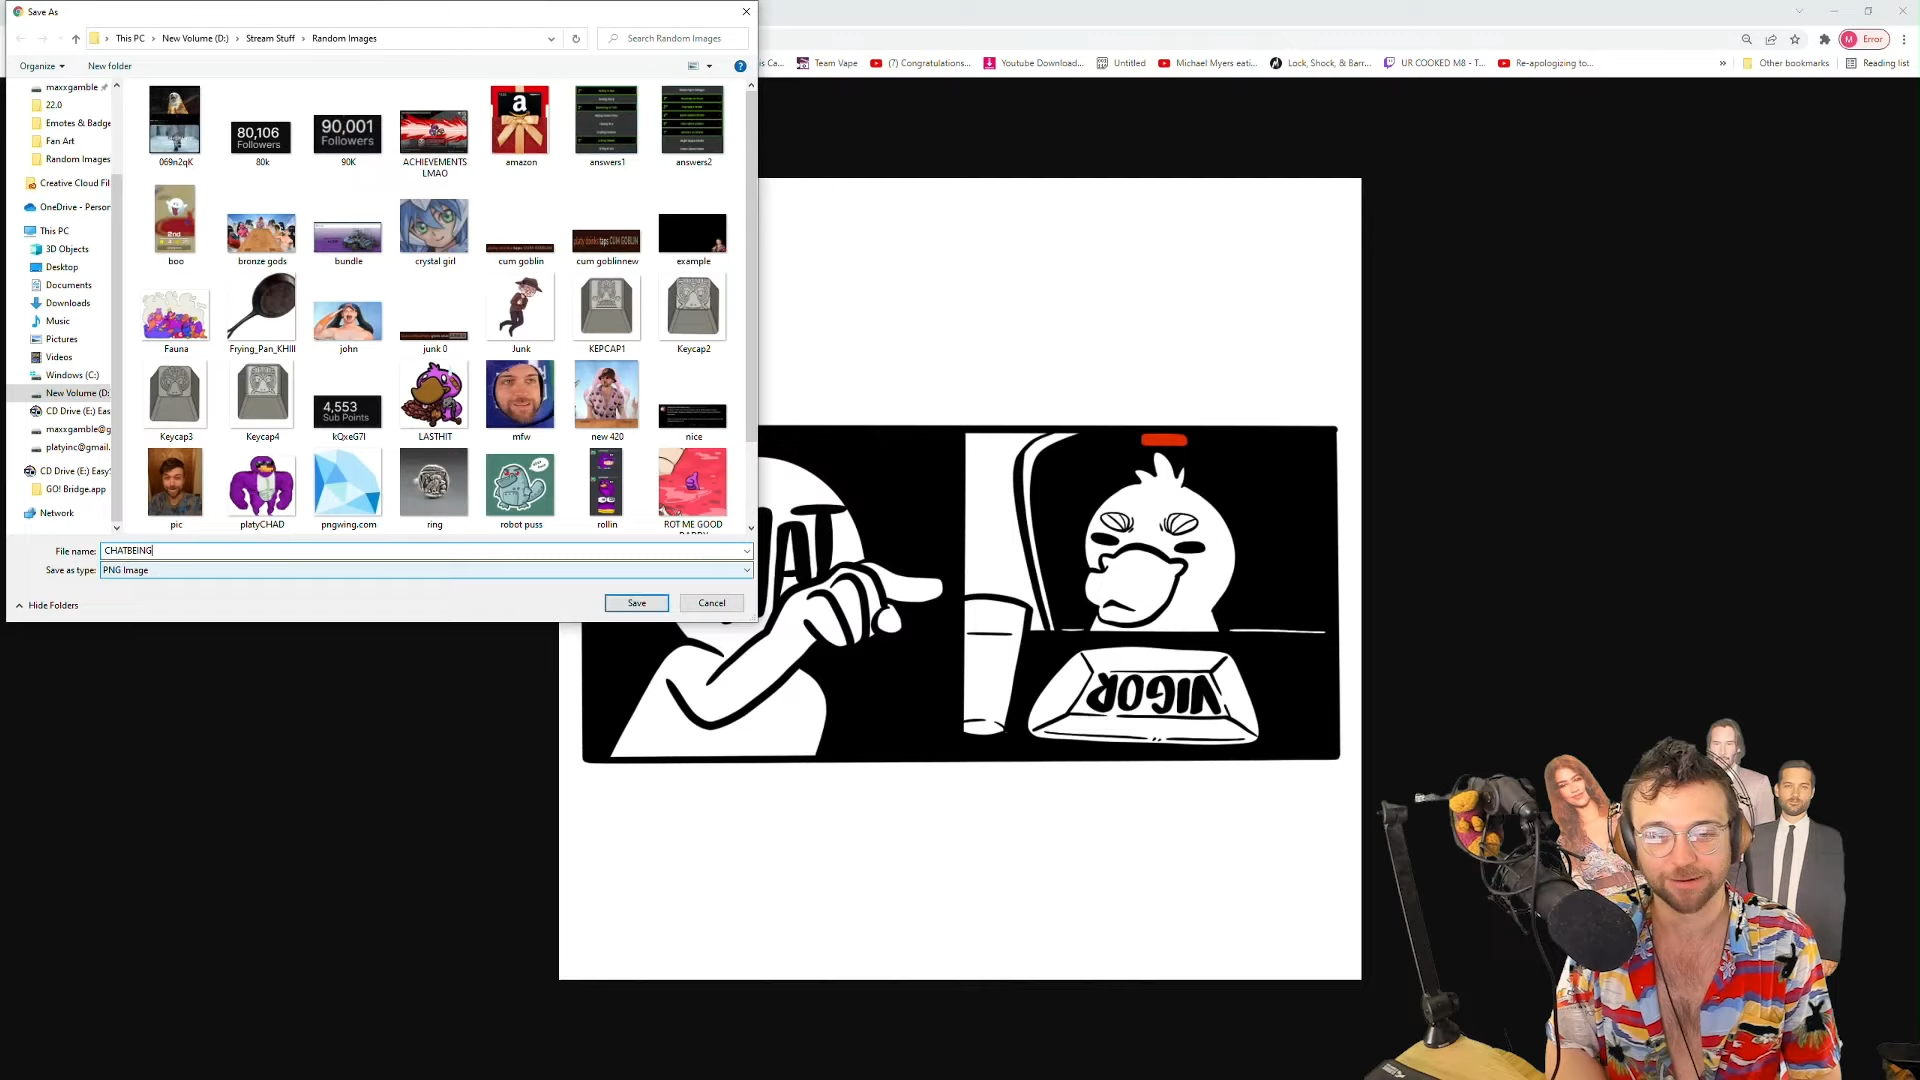 Save As
This PC
New Volume (D:)
Stream Stuff
Random Images
Search Random Images
Organize
New folder
maxxgamble
22.0
Emotes & Badge
Fan Art
Random Images
Creative Cloud Fil
OneDrive - Person
This PC
3D Objects
Desktop
Documents
Downloads
Music
Pictures
Videos
Windows (C:)
New Volume (D:
CD Drive (E:) Eas
maxxgamble@g
platyinc@gmail.
CD Drive (E:) Easy
GO! Bridge.app
Network
80,106
Followers
90,001
Followers
069n2qK
80k
90K
ACHIEVEMENTS
LMAO
amazon
answers1
answers2
2nd
boo
bronze gods
bundle
crystal girl
cum goblin
cum goblinnew
example
Fauna
Frying_Pan_KHIII
john
junk 0
Junk
KEPCAP1
Keycap2
4,553
Sub Points
Keycap3
Keycap4
kQxeG7l
LASTHIT
mfw
new 420
nice
pic
platyCHAD
pngwing.com
ring
robot puss
rollin
ROT ME GOOD
File name:
CHATBEING
Save as type:
PNG Image
Hide Folders
Save
Cancel
Error
is Ca...
Team Vape
(7) Congratulations...
Youtube Download...
Untitled
Michael Myers eati...
Lock, Shock, & Barr...
UR COOKED M8 - T...
Re-apologizing to...
Other bookmarks
Reading list
AT
VIGOR